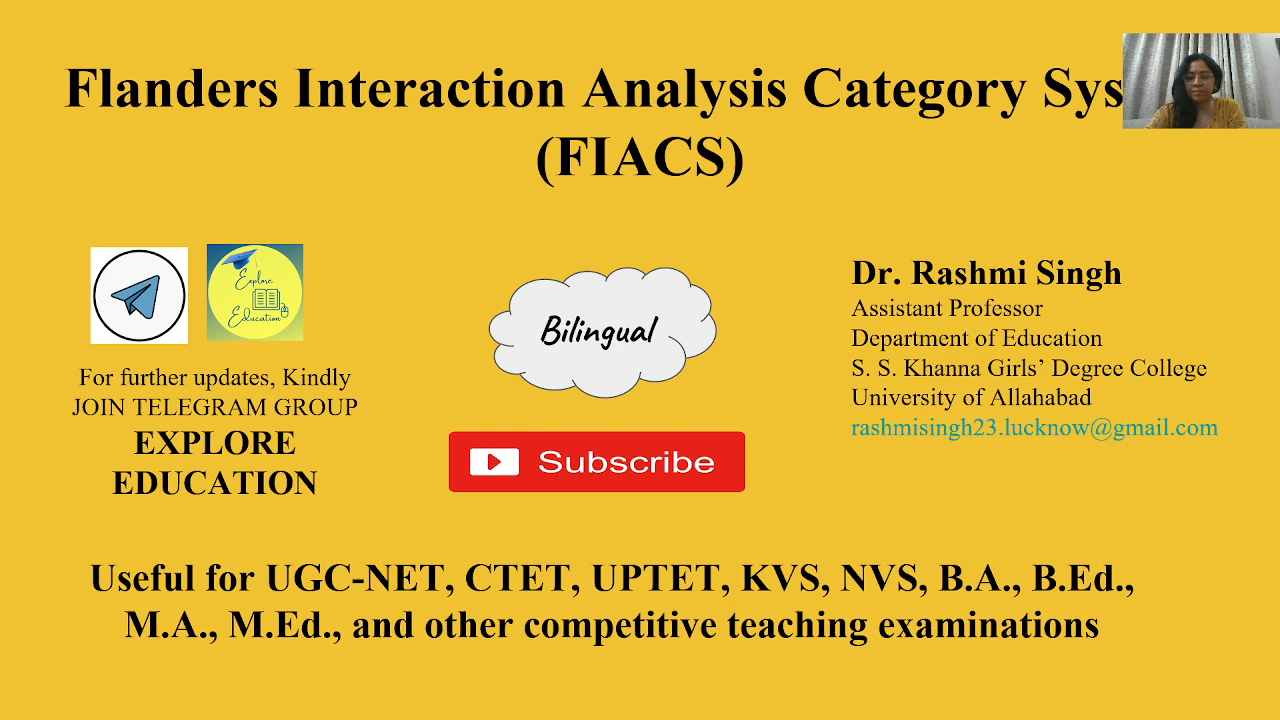 Flanders Interaction Analysis Category Sys
(FIACS)
Explore
Education
For further updates, Kindly
JOIN TELEGRAM GROUP
EXPLORE
EDUCATION
Bilingual
Subscribe
Dr. Rashmi Singh
Assistant Professor
Department of Education
S. S. Khanna Girls’ Degree College
University of Allahabad
rashmisingh23.lucknow@gmail.com
Useful for UGC-NET, CTET, UPTET, KVS, NVS, B.A., B.Ed.,
M.A., M.Ed., and other competitive teaching examinations